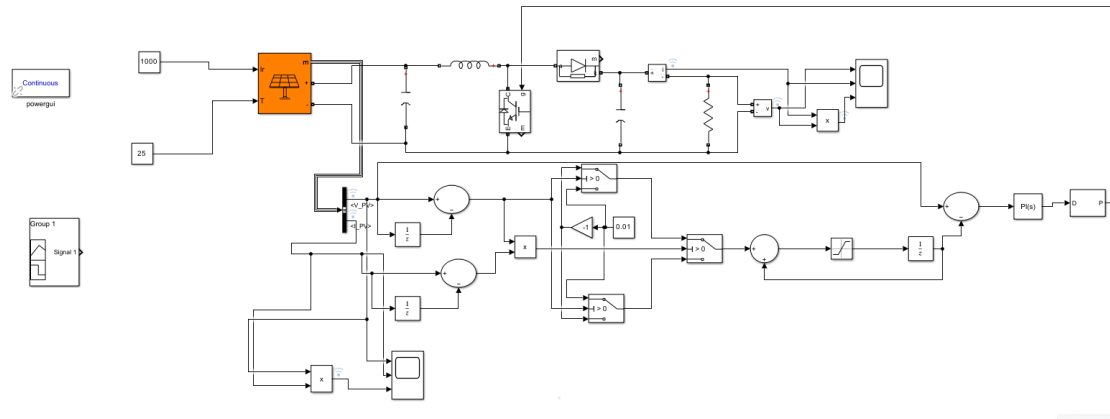 1000
Continuous
powergui
Ir
T
m
+
-
25
+
m
g
C
E
m
+
-
i
+
-
v
x
<V_PV>
<I_PV>
+
-
1
z
+
-
1
z
x
> 0
-1
0.01
> 0
> 0
+
+
1
z
+
-
PI(s)
D
P
Group 1
Signal 1
x